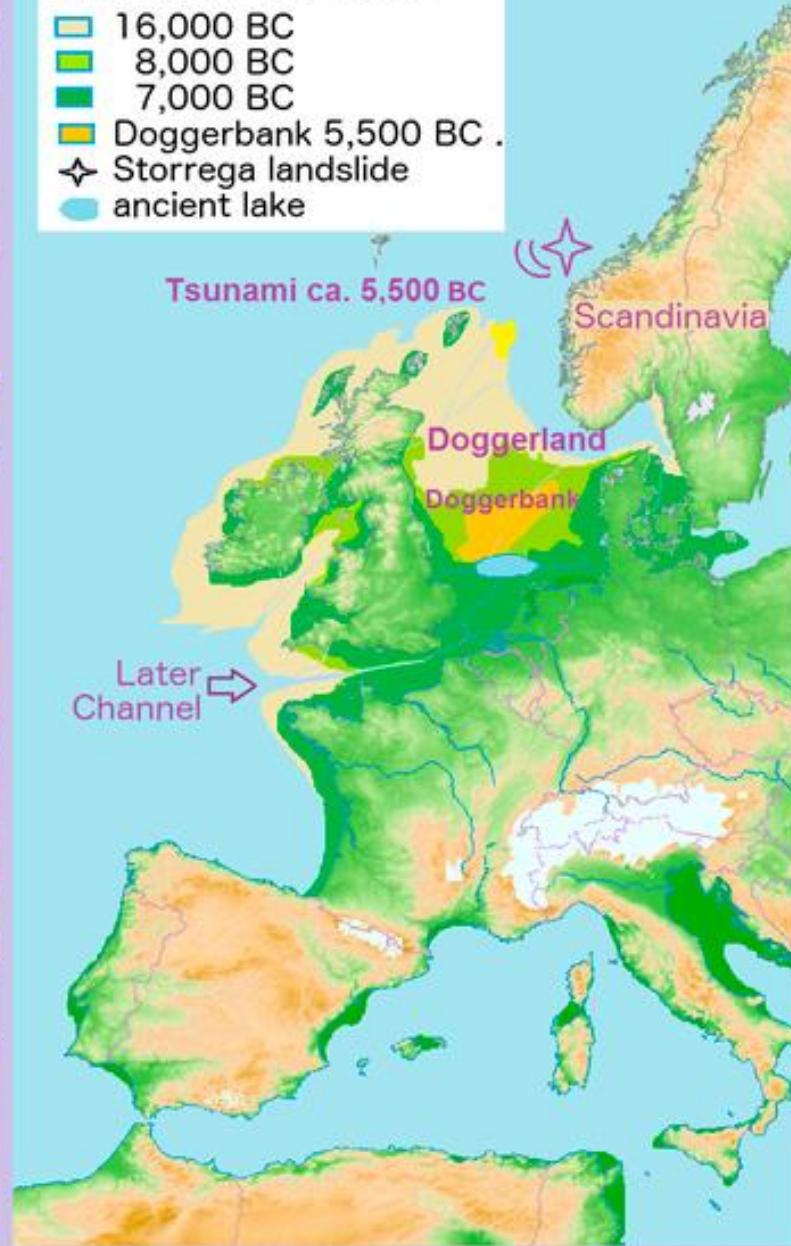 16,000 BC
8,000 BC
7,000 BC
Doggerbank 5,500 BC .
Storrega landslide
ancient lake
Tsunami ca. 5,500 BC
Scandinavia
Doggerland
Doggerbank
Later
Channel